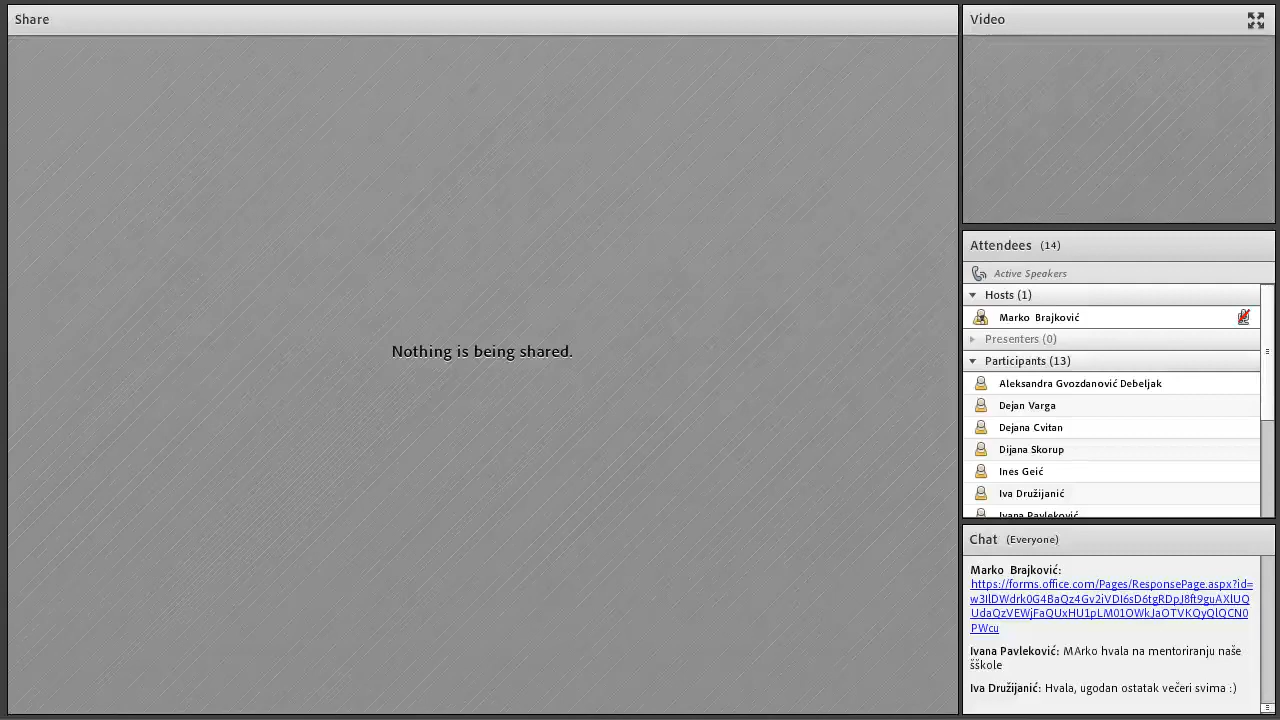 Share
Nothing is being shared.
Video
Attendees (14)
Active Speakers
Hosts (1)
Marko Brajković
Presenters (0)
Participants (13)
Aleksandra Gvozdanović Debeljak
Dejan Varga
Dejana Cvitan
Dijana Skorup
Ines Geić
Iva Družijanić
Ivana Pavleković
Chat (Everyone)
Marko Brajković:
https://forms.office.com/Pages/ResponsePage.aspx?id=
w3IlDWdrk0G4BaQz4Gv2iVDI6sD6tgRDpJ8ft9guAXlUQ
UdaQzVEWjFaQUxHU1pLM01OWkJaOTVKQyQlQCN0
PWcu
Ivana Pavleković: MArko hvala na mentoriranju naše
šškole
Iva Družijanić: Hvala, ugodan ostatak večeri svima :)